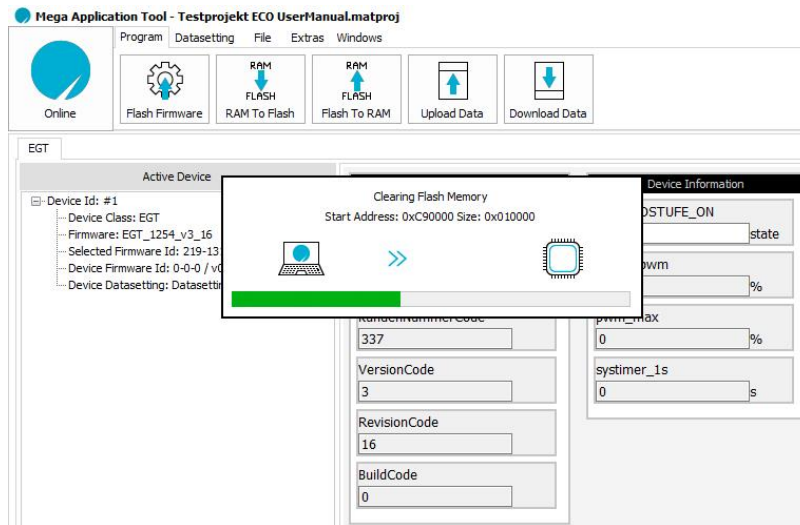 Mega Application Tool - Testprojekt ECO UserManual.matproj
Program Datasetting File Extras Windows
Online
Flash Firmware
RAM
FLASH
RAM To Flash
RAM
FLASH
Flash To RAM
Upload Data
Download Data
EGT
Active Device
Device Id: #1
Device Class: EGT
Firmware: EGT_1254_v3_16
Selected Firmware Id: 219-13
Device Firmware Id: 0-0-0 / v0
Device Datasetting: Datasettin
Clearing Flash Memory
Start Address: 0xC90000 Size: 0x010000
KundenNummerCode
337
VersionCode
3
RevisionCode
16
BuildCode
0
Device Information
OSTUFE_ON
state
pwm
%
pwm_max
0 %
systimer_1s
0 s